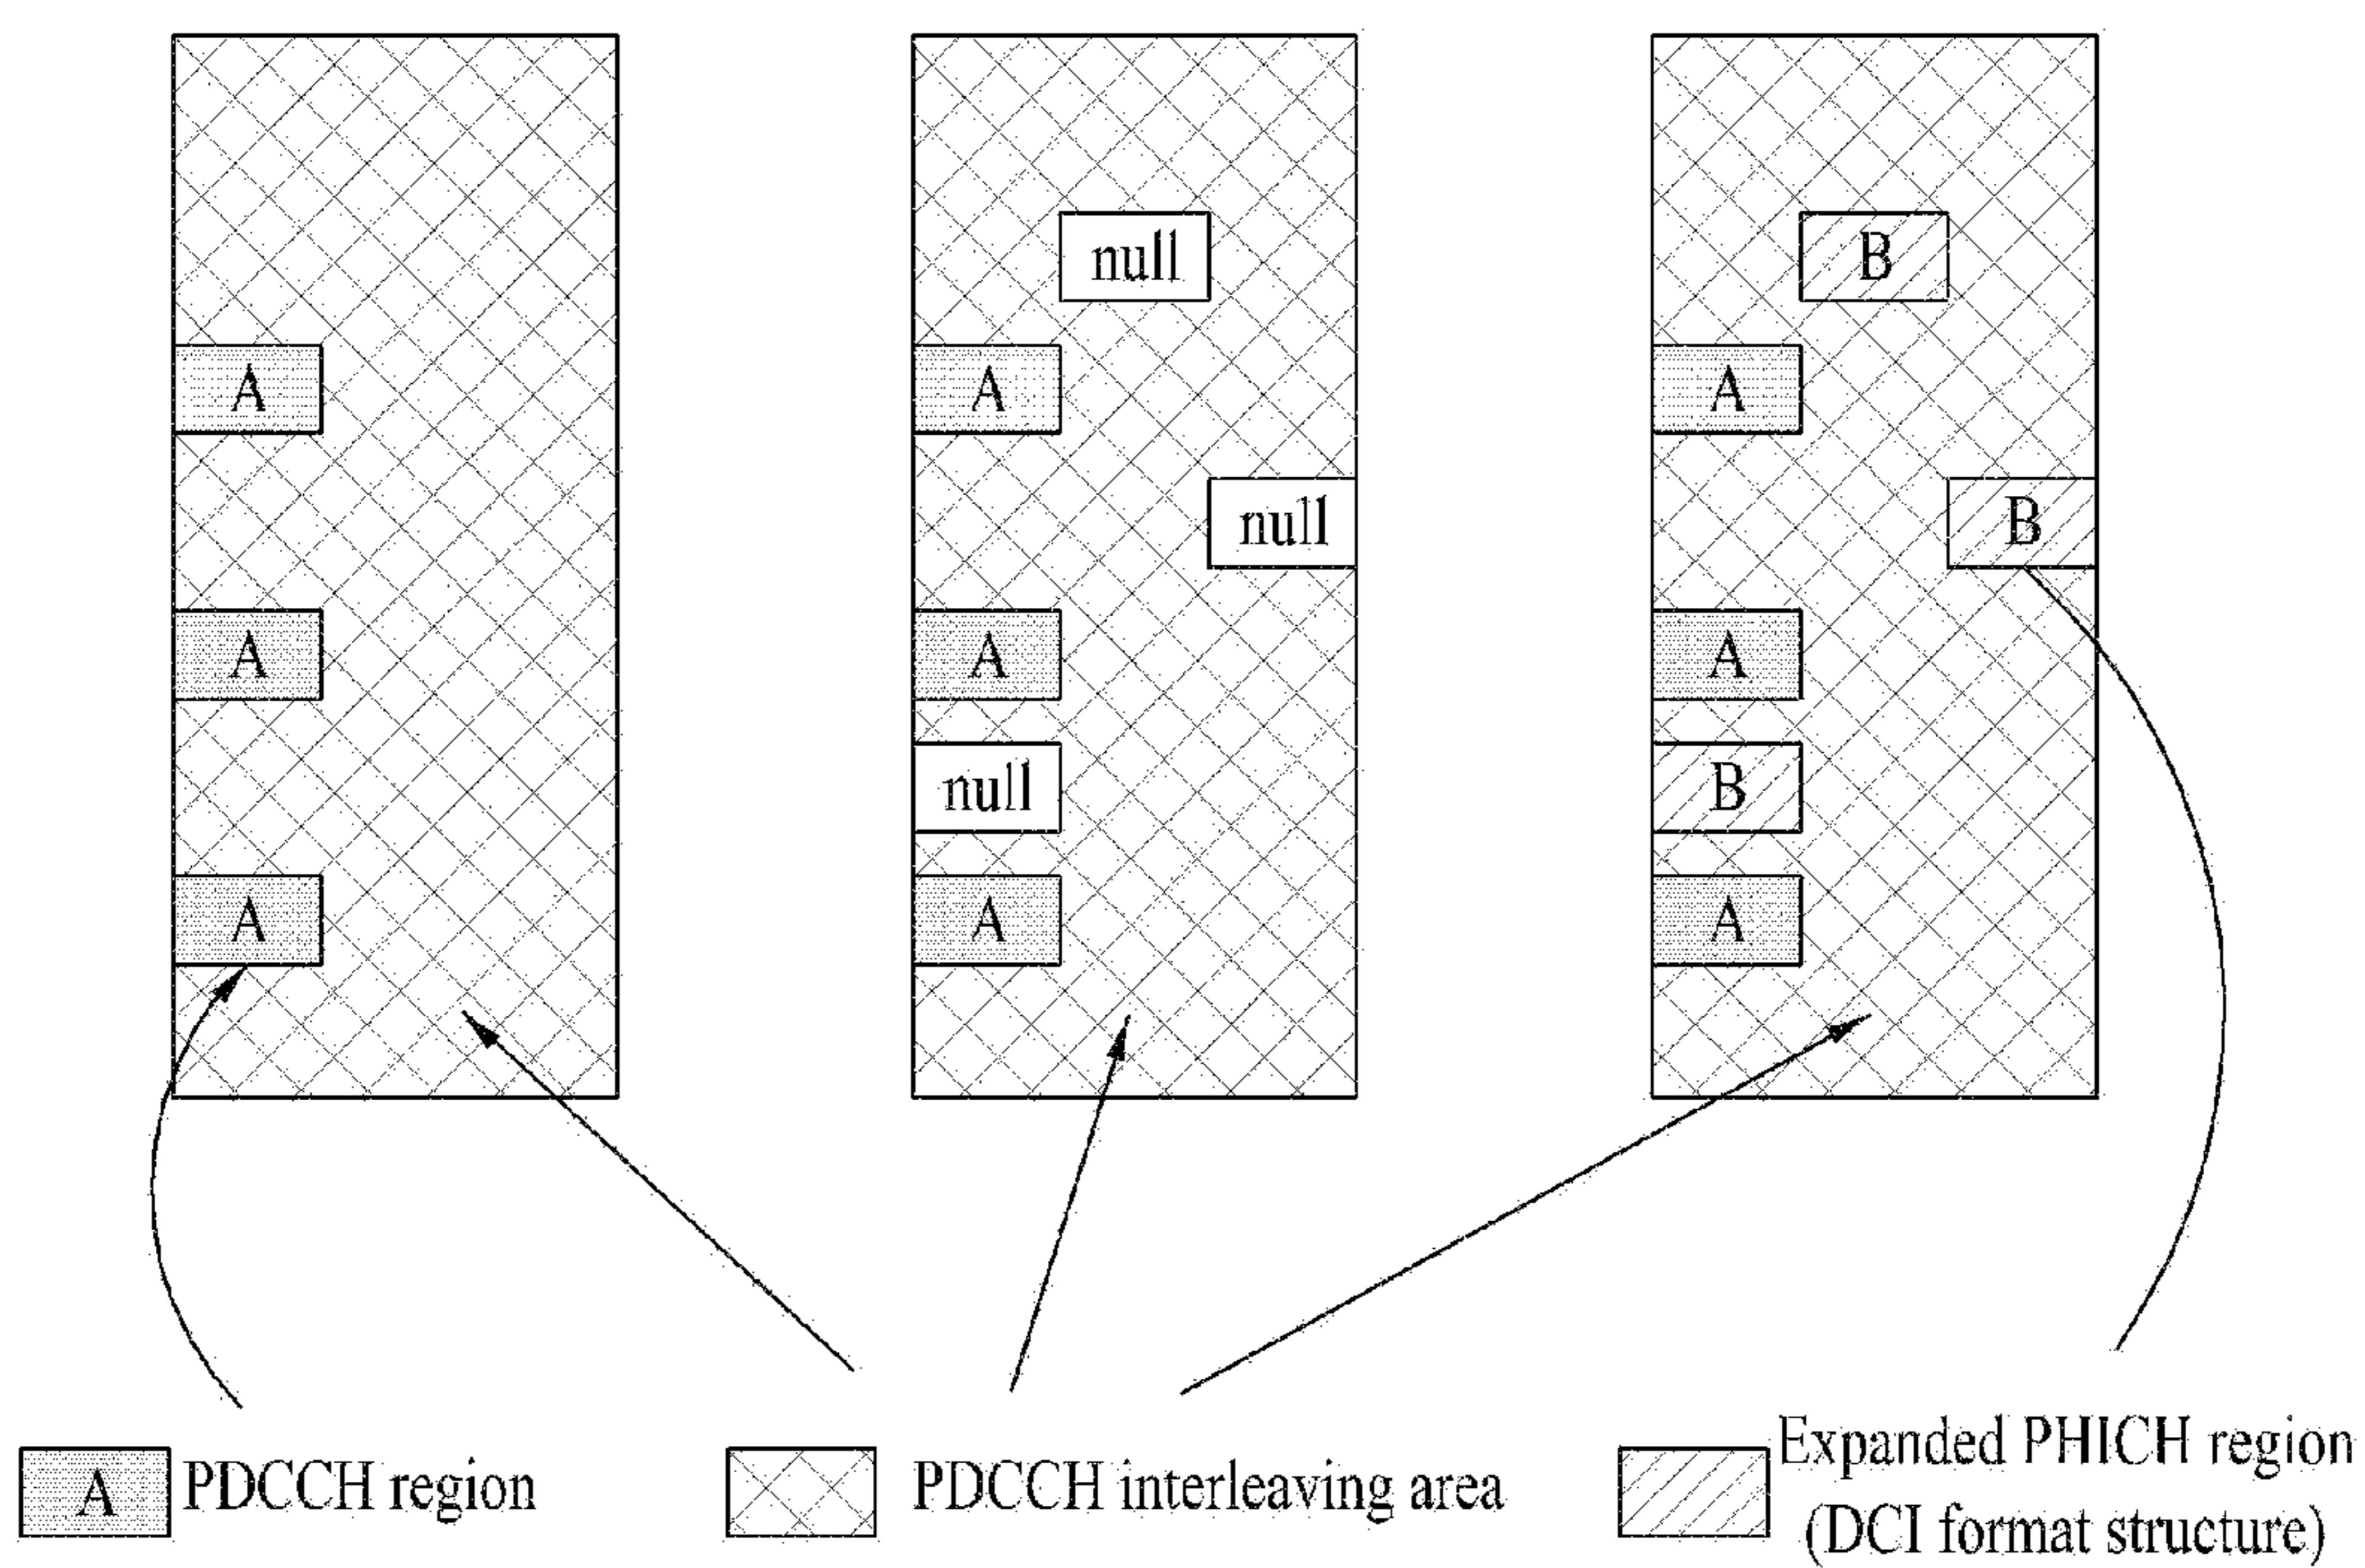 null
B
A
A
A
null
B
A
A
A
null
B
A
A
A
A PDCCH region
PDCCH interleaving area
Expanded PHICH region
(DCI format structure)